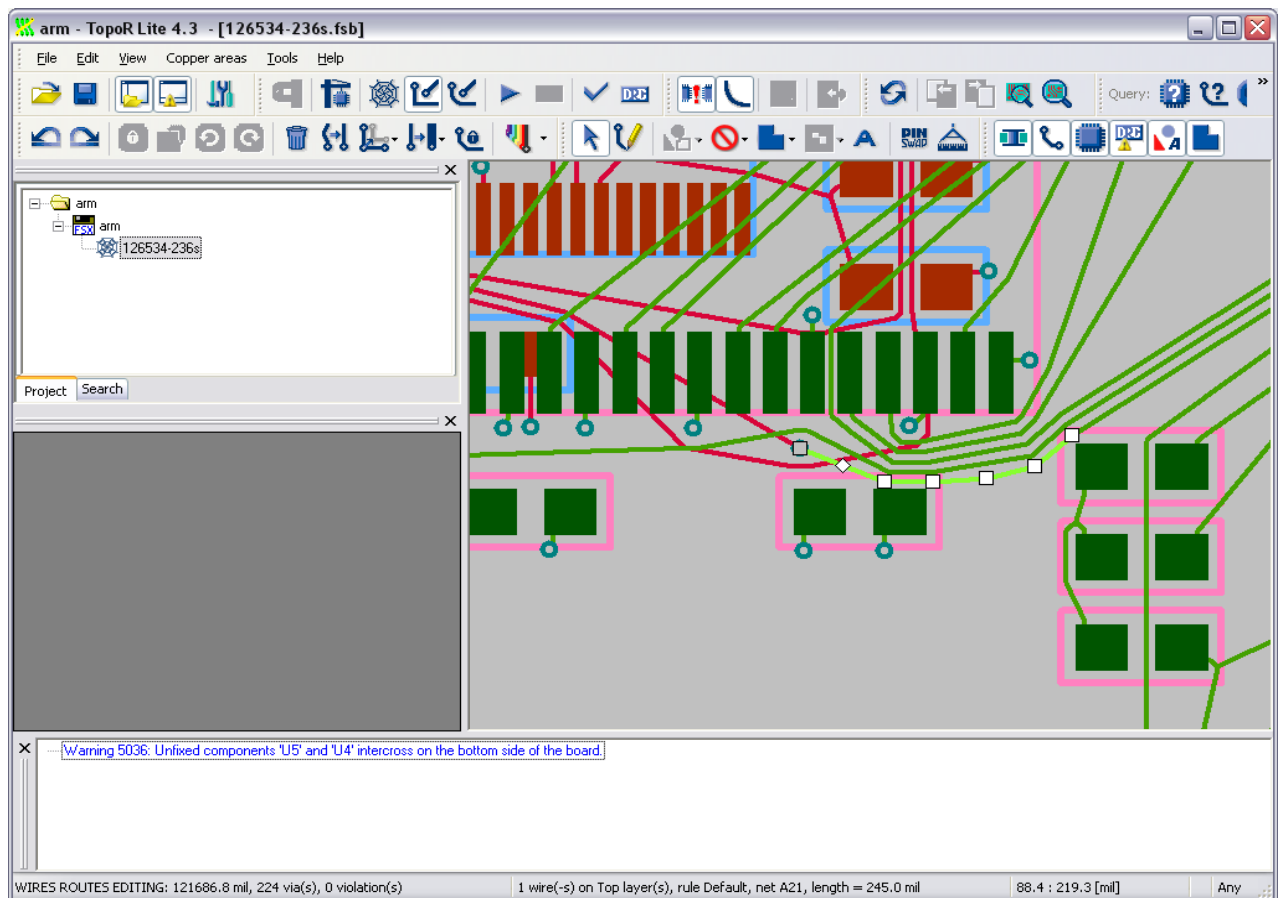 arm - TopoR Lite 4.3 - [126534-236s.fsb]
File Edit View Copper areas Tools Help
DRC Query: ? »
A PIN SWAP DRC A
arm
FSX arm
126534-236s
Project Search
Warning 5036: Unfixed components 'U5' and 'U4' intercross on the bottom side of the board.
WIRES ROUTES EDITING: 121686.8 mil, 224 via(s), 0 violation(s) 1 wire(-s) on Top layer(s), rule Default, net A21, length = 245.0 mil 88.4 : 219.3 [mil] Any